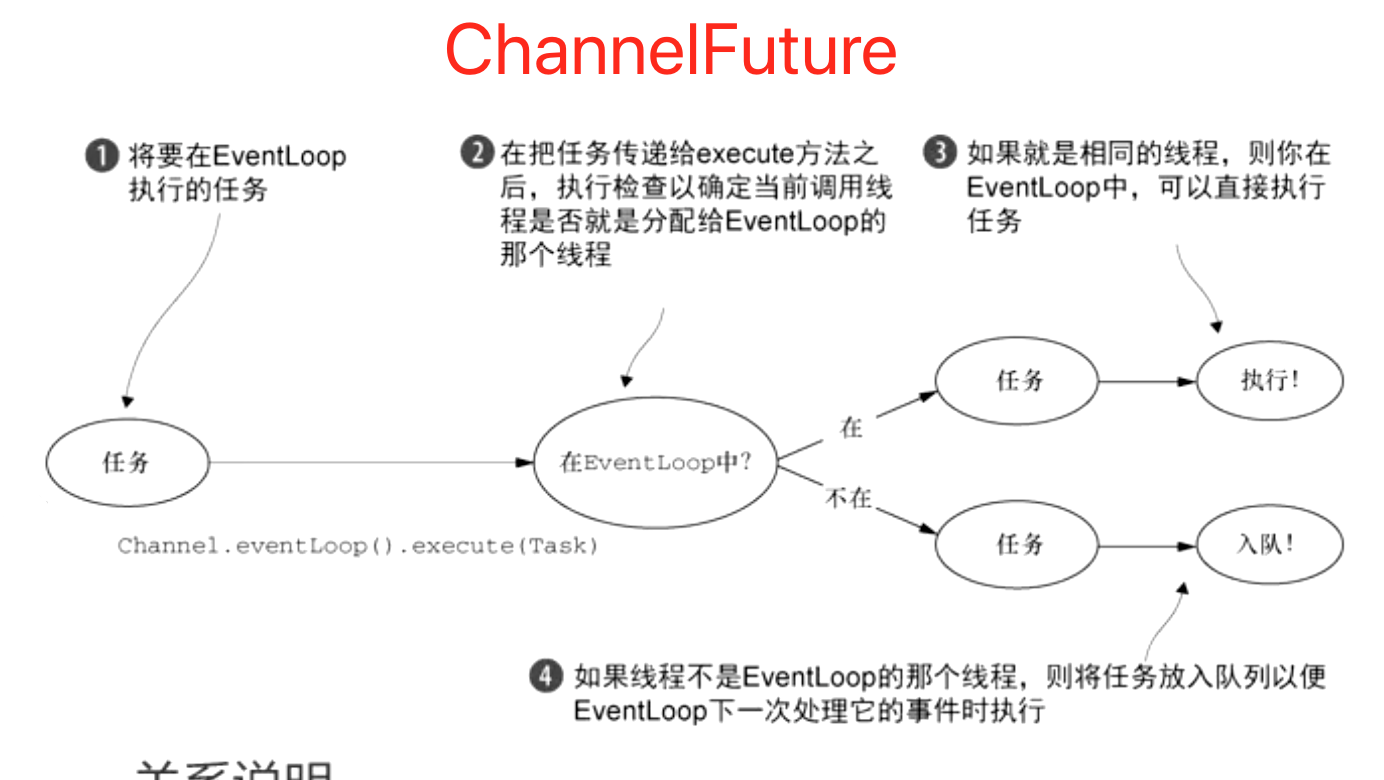 ChannelFuture
1 将要在EventLoop
执行的任务
2 在把任务传递给execute方法之
后，执行检查以确定当前调用线
程是否就是分配给EventLoop的
那个线程
3 如果就是相同的线程，则你在
EventLoop中，可以直接执行
任务
任务
在EventLoop中?
在
不在
任务
执行!
任务
入队!
Channel.eventLoop().execute(Task)
4 如果线程不是EventLoop的那个线程，则将任务放入队列以便
EventLoop下一次处理它的事件时执行
关系说明